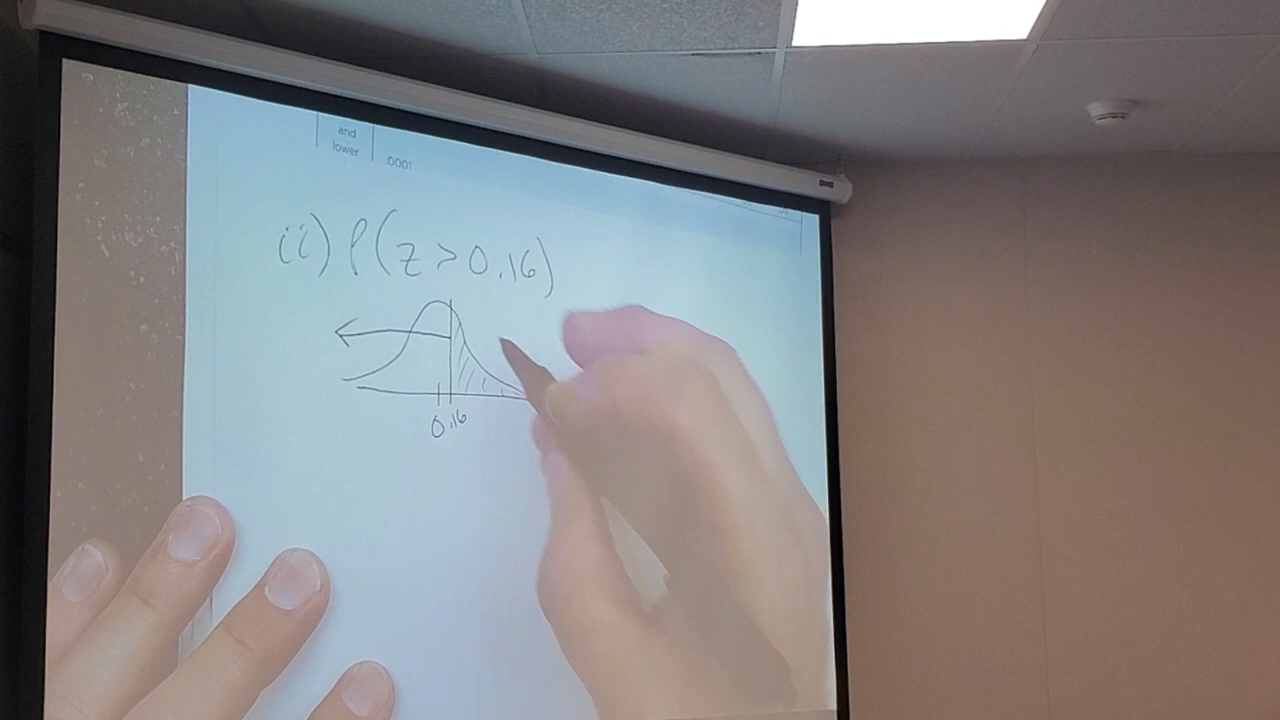 and
lower .0001
ii) P(z > 0.16)
0 .16